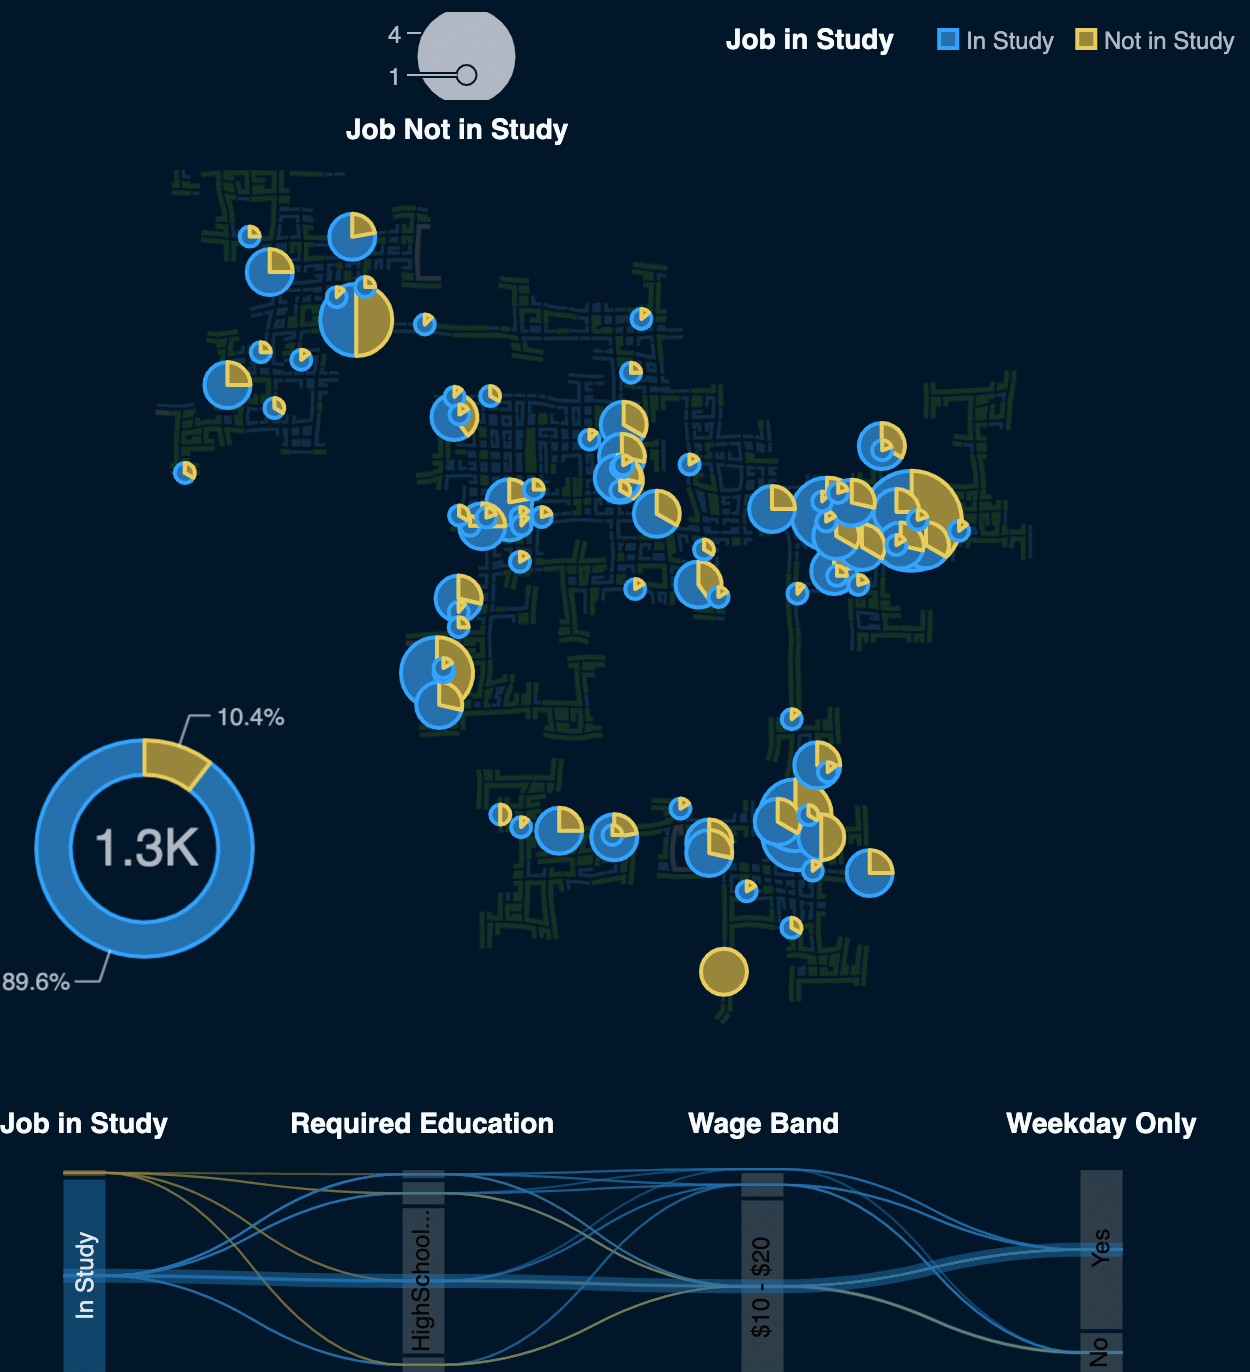 4
1
Job Not in Study
Job in Study In Study Not in Study
10.4%
1.3K
89.6%
Job in Study Required Education Wage Band Weekday Only
In Study
HighSchool...
$10 - $20
Yes
No